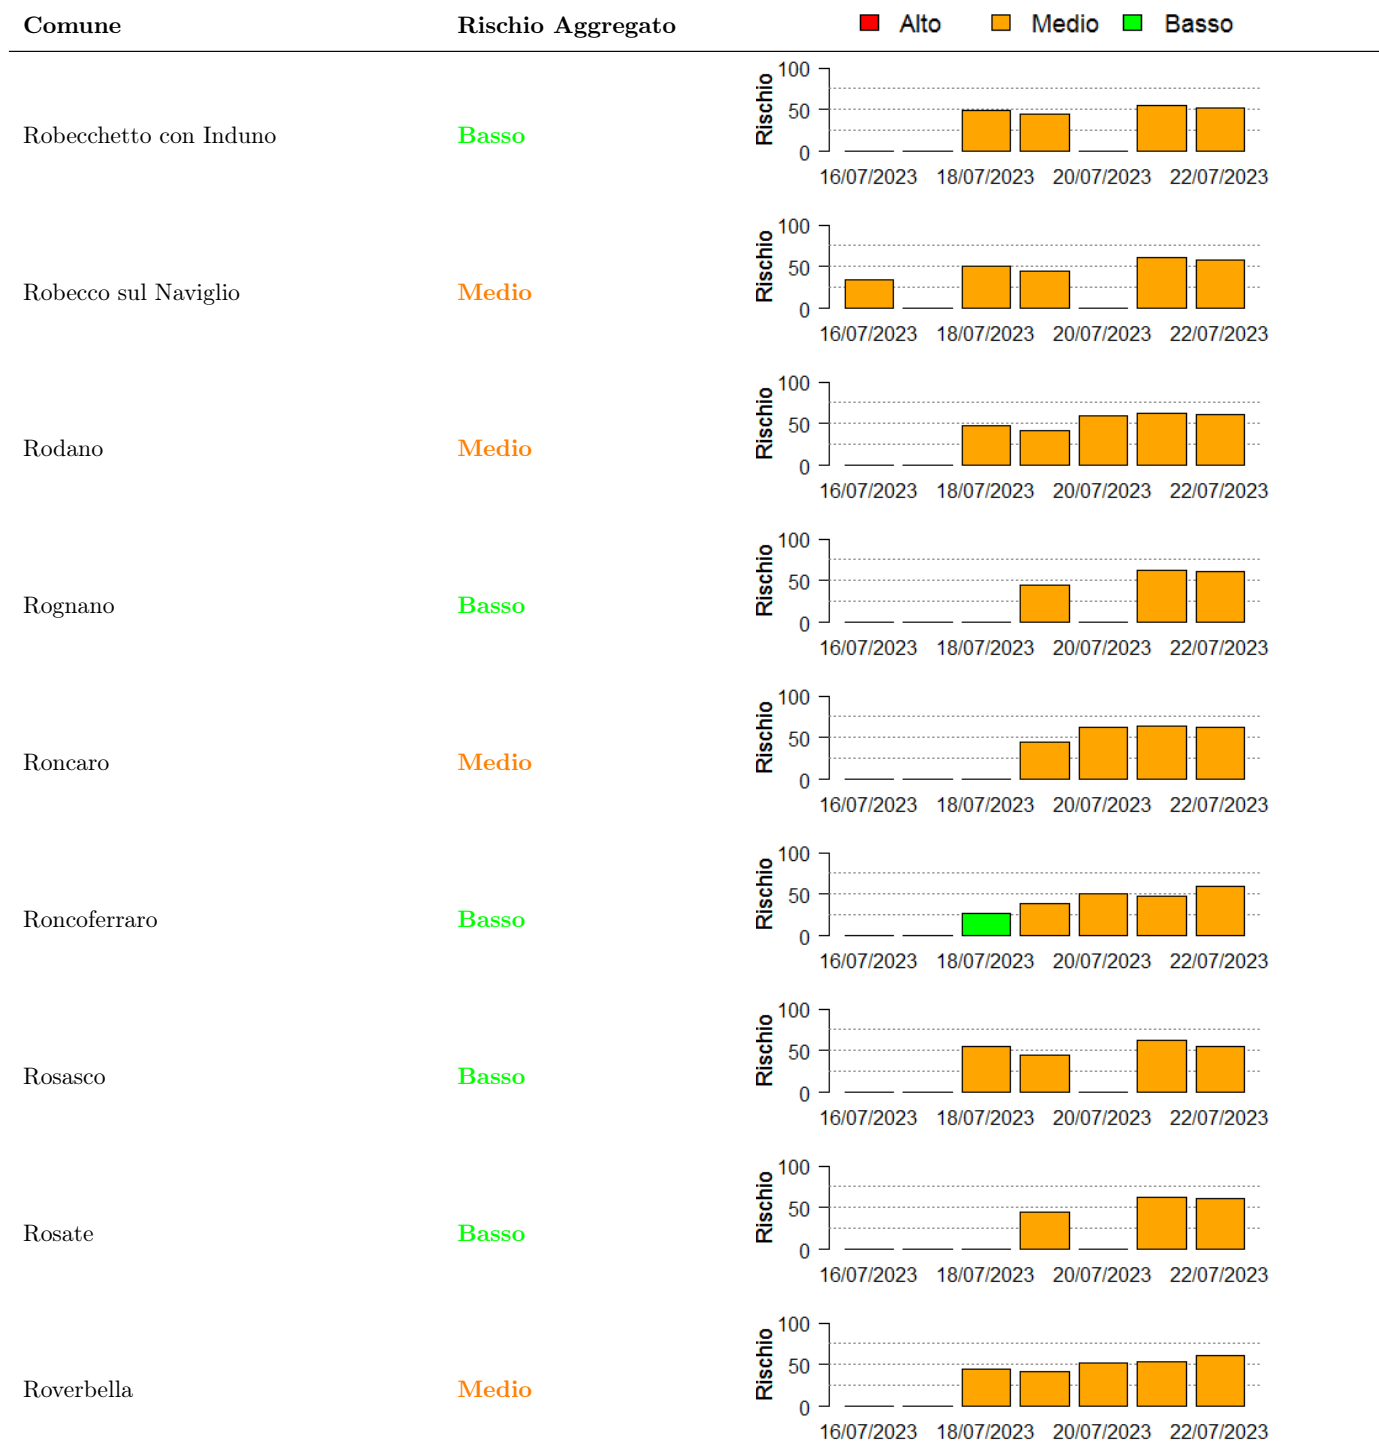 Comune Rischio Aggregato Alto Medio Basso
Robecchetto con Induno Basso
Rischio
100
50
0
16/07/2023 18/07/2023 20/07/2023 22/07/2023
Robecco sul Naviglio Medio
Rischio
100
50
0
16/07/2023 18/07/2023 20/07/2023 22/07/2023
Rodano Medio
Rischio
100
50
0
16/07/2023 18/07/2023 20/07/2023 22/07/2023
Rognano Basso
Rischio
100
50
0
16/07/2023 18/07/2023 20/07/2023 22/07/2023
Roncaro Medio
Rischio
100
50
0
16/07/2023 18/07/2023 20/07/2023 22/07/2023
Roncoferraro Basso
Rischio
100
50
0
16/07/2023 18/07/2023 20/07/2023 22/07/2023
Rosasco Basso
Rischio
100
50
0
16/07/2023 18/07/2023 20/07/2023 22/07/2023
Rosate Basso
Rischio
100
50
0
16/07/2023 18/07/2023 20/07/2023 22/07/2023
Roverbella Medio
Rischio
100
50
0
16/07/2023 18/07/2023 20/07/2023 22/07/2023